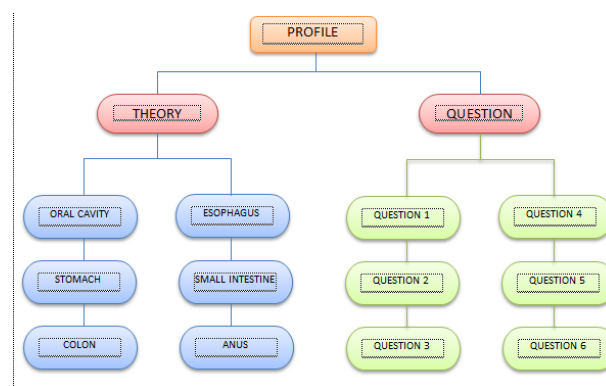 PROFILE
THEORY
QUESTION
ORAL CAVITY
ESOPHAGUS
QUESTION 1
QUESTION 4
STOMACH
SMALL INTESTINE
QUESTION 2
QUESTION 5
COLON
ANUS
QUESTION 3
QUESTION 6